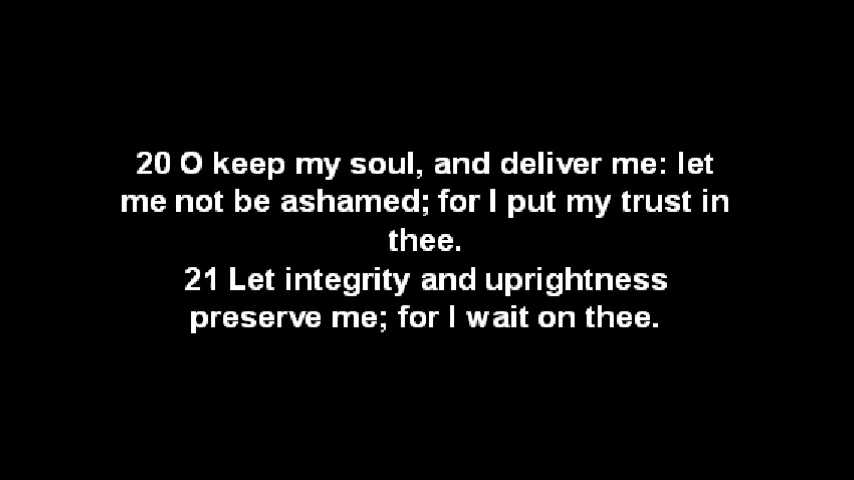 20 O keep my soul, and deliver me: let
me not be ashamed; for I put my trust in
thee.
21 Let integrity and uprightness
preserve me; for I wait on thee.